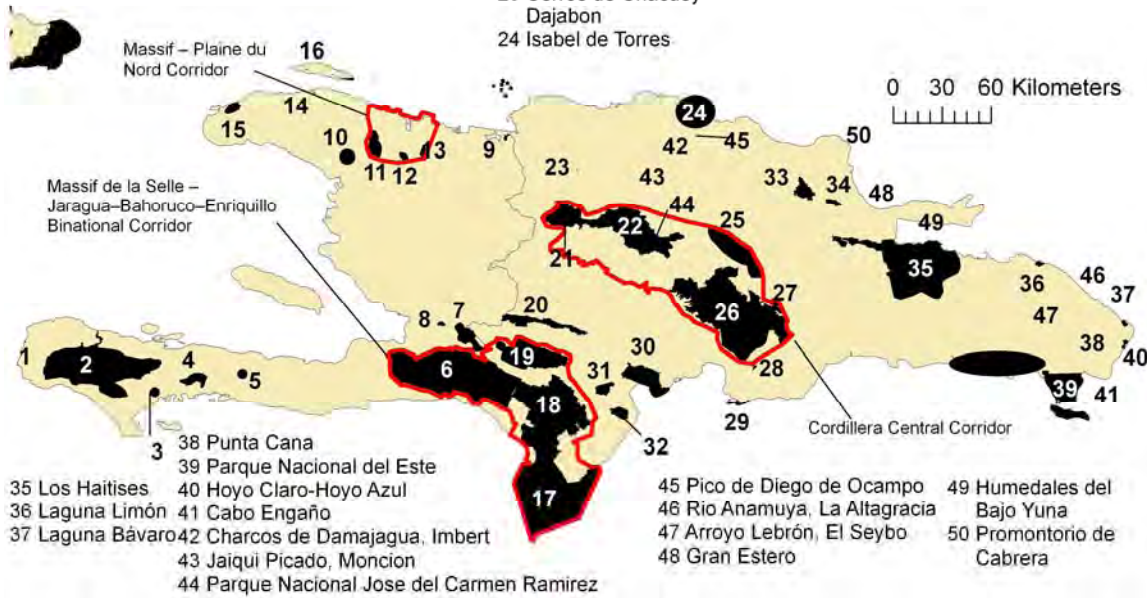 Dajabon
24 Isabel de Torres
Massif – Plaine du
Nord Corridor
16
0 30 60 Kilometers
14
15
10
11
12
13
9
24
42
45
50
23
43
33
34
48
44
Massif de la Selle –
Jaragua-Bahoruco–Enriquillo
Binational Corridor
22
25
49
21
35
36
46
37
27
26
47
8
7
20
1
2
4
5
6
19
31
30
28
38
40
18
39
41
3
32
29
Cordillera Central Corridor
17
38 Punta Cana
39 Parque Nacional del Este
35 Los Haitises
40 Hoyo Claro-Hoyo Azul
36 Laguna Limón
41 Cabo Engaño
37 Laguna Bávaro
42 Charcos de Damajagua, Imbert
43 Jaiqui Picado, Moncion
44 Parque Nacional Jose del Carmen Ramirez
45 Pico de Diego de Ocampo
46 Rio Anamuya, La Altagracia
47 Arroyo Lebrón, El Seybo
48 Gran Estero
49 Humedales del
Bajo Yuna
50 Promontorio de
Cabrera